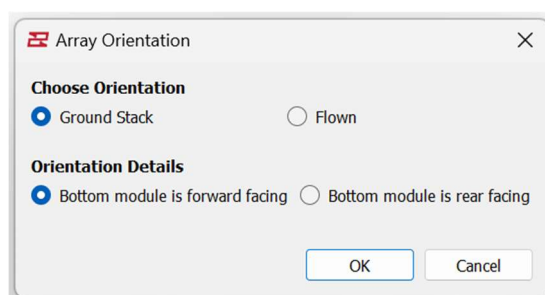 Array Orientation
Choose Orientation
Ground Stack Flown
Orientation Details
Bottom module is forward facing Bottom module is rear facing
OK Cancel